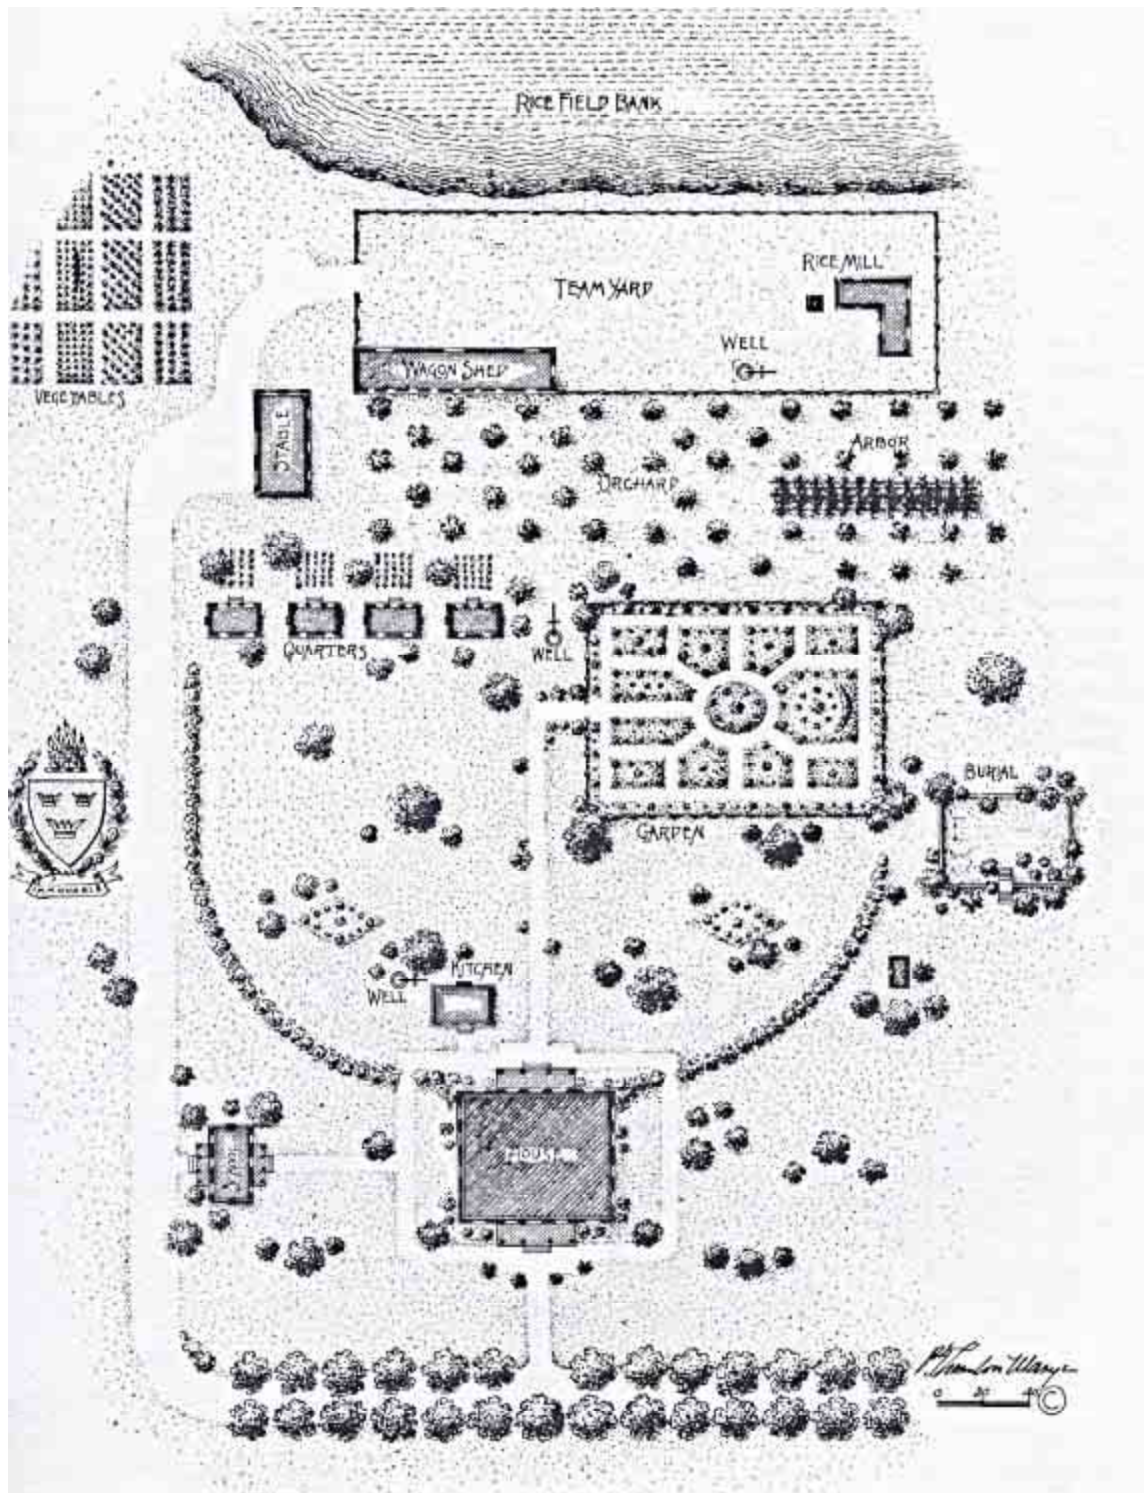 RICE FIELD BANK
RICE MILL
TEAM YARD
WELL
WAGON SHED
VEGETABLES
STABLE
ARBOR
ORCHARD
QUARTERS
WELL
BURIAL
GARDEN
KITCHEN
WELL
HOUSE
0 20 40 ©